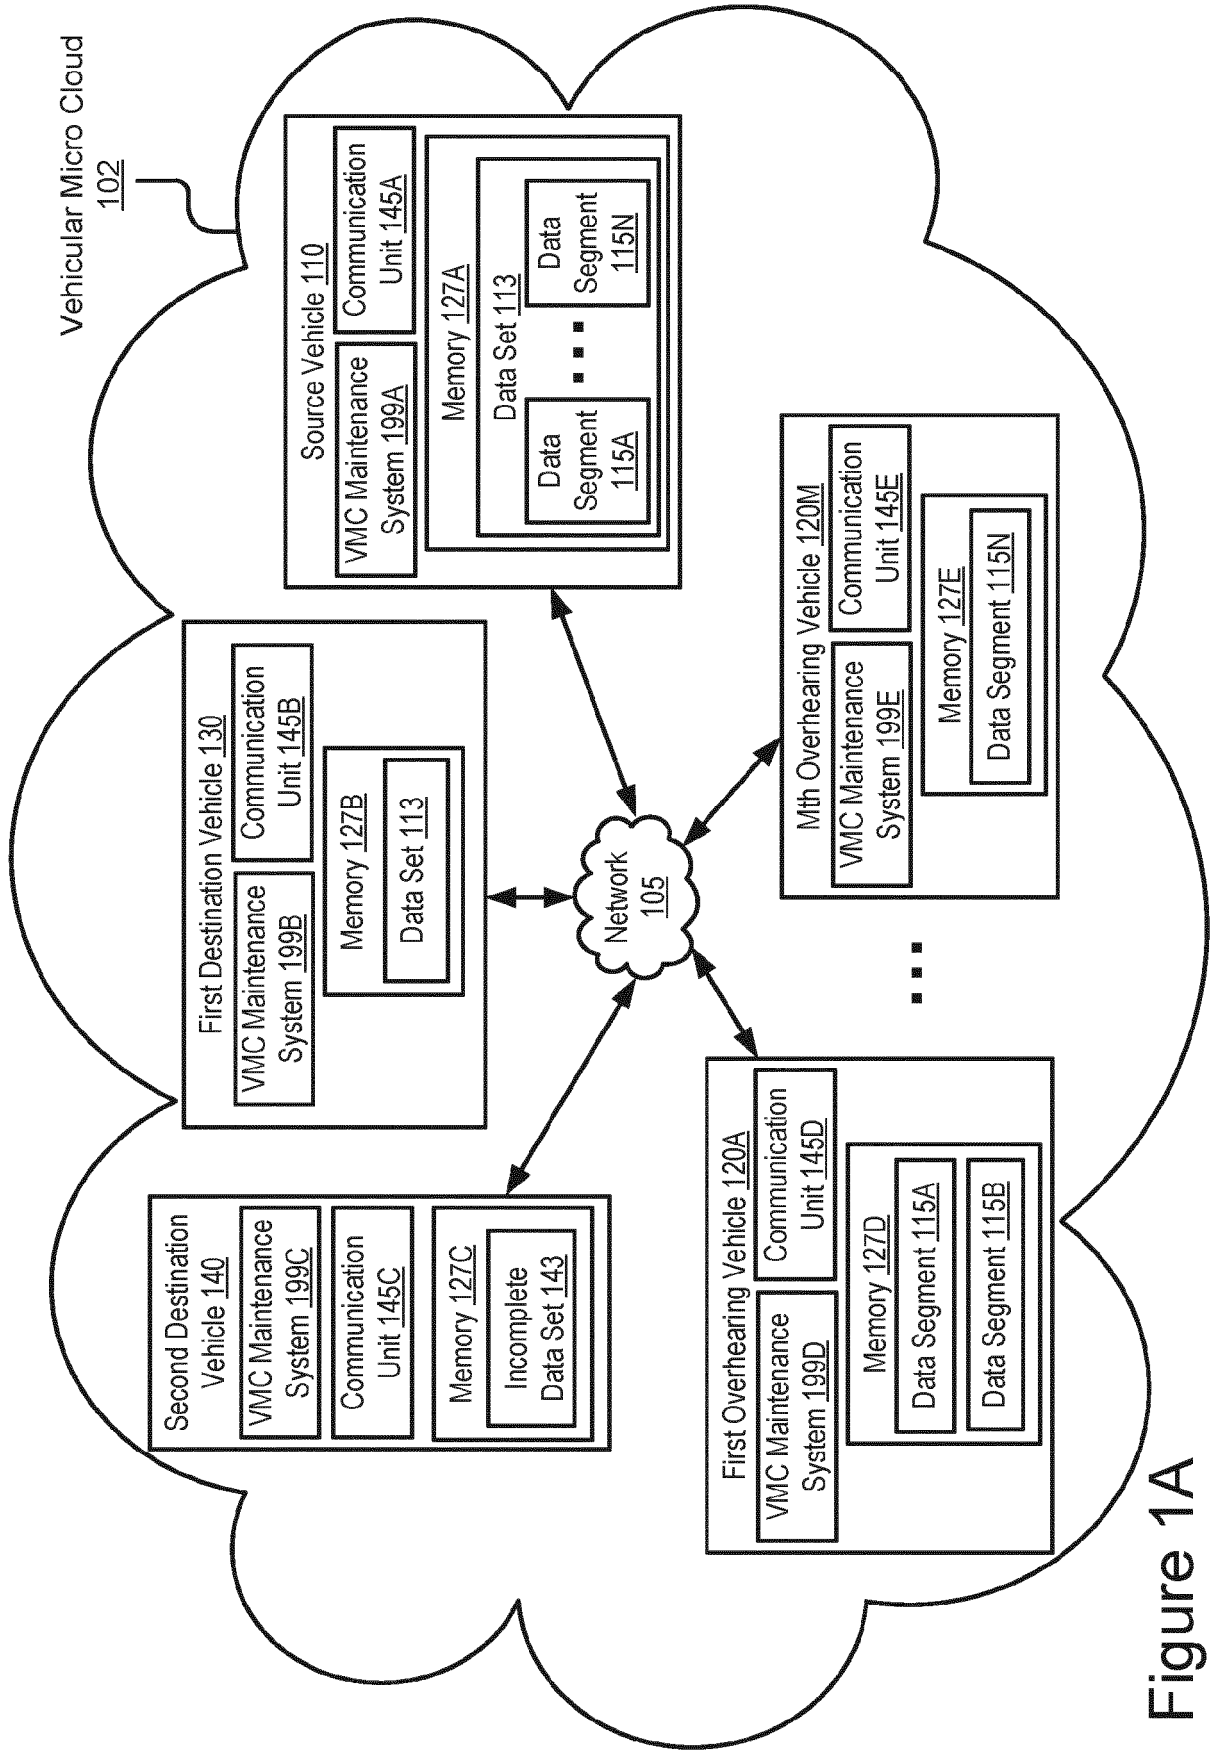 Vehicular Micro Cloud
102
Second Destination
Vehicle 140
VMC Maintenance
System 199C
Communication
Unit 145C
Memory 127C
Incomplete
Data Set 143
First Destination Vehicle 130
VMC Maintenance
System 199B
Communication
Unit 145B
Memory 127B
Data Set 113
Source Vehicle 110
VMC Maintenance
System 199A
Communication
Unit 145A
Memory 127A
Data Set 113
Data
Segment
115A
...
Data
Segment
115N
Network
105
First Overhearing Vehicle 120A
VMC Maintenance
System 199D
Communication
Unit 145D
Memory 127D
Data Segment 115A
Data Segment 115B
...
Mth Overhearing Vehicle 120M
VMC Maintenance
System 199E
Communication
Unit 145E
Memory 127E
Data Segment 115N
Figure 1A